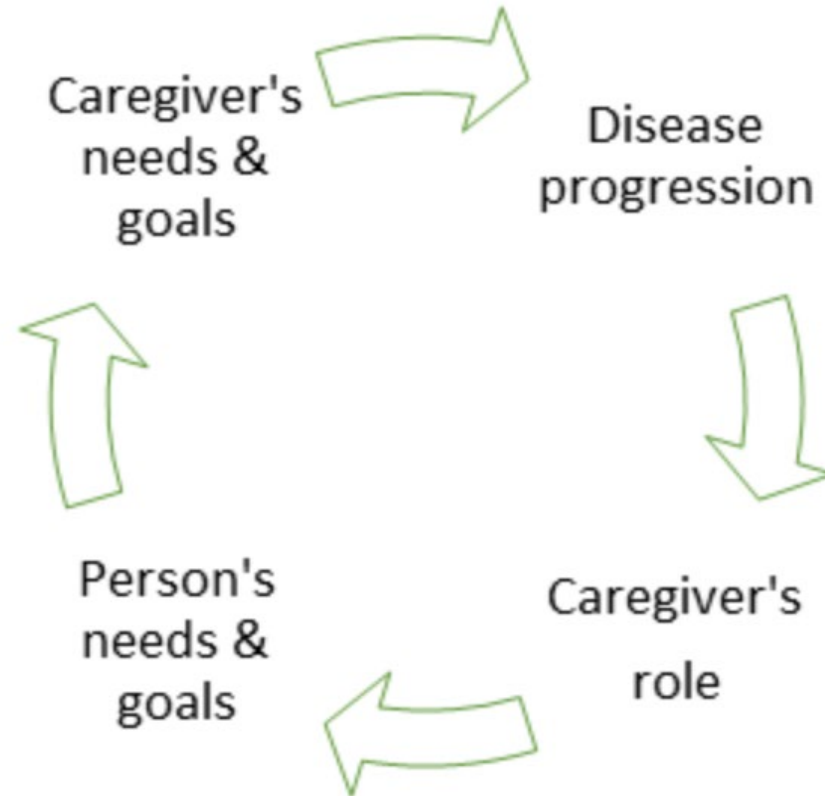 Caregiver's
needs &
goals
Disease
progression
Caregiver's
role
Person's
needs &
goals